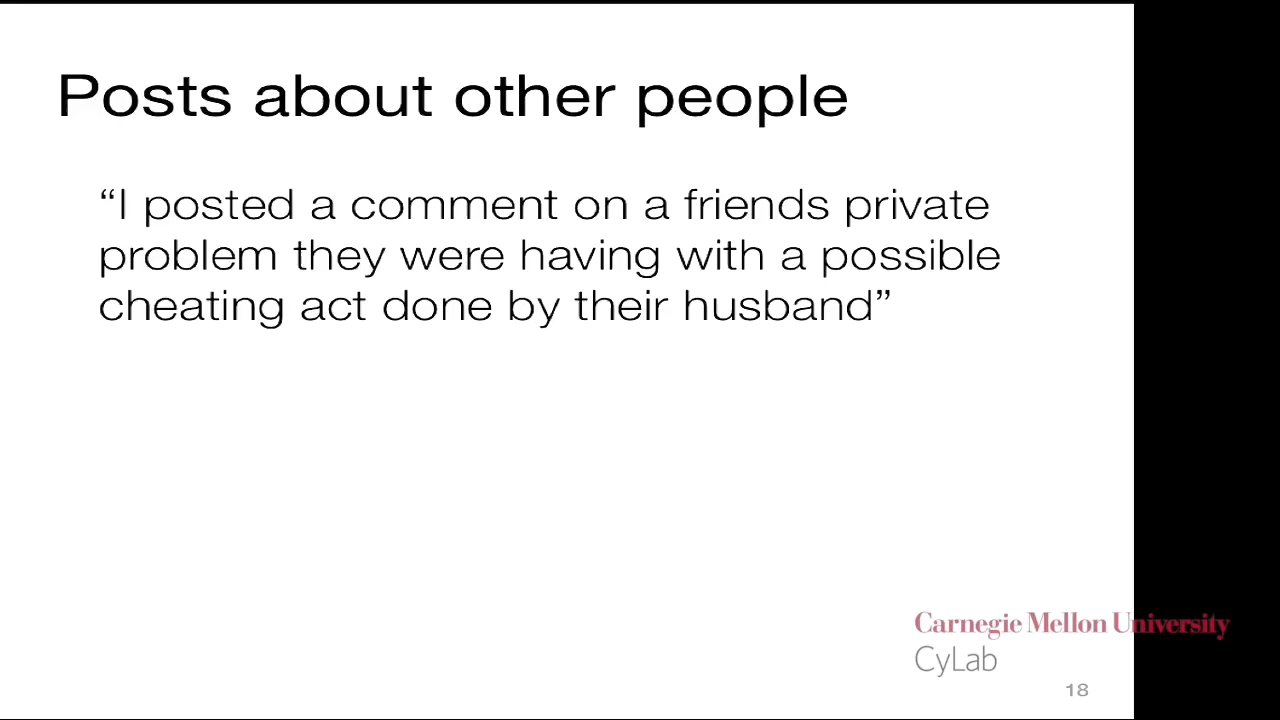 Posts about other people
“I posted a comment on a friends private
problem they were having with a possible
cheating act done by their husband”
Carnegie Mellon University
CyLab
18